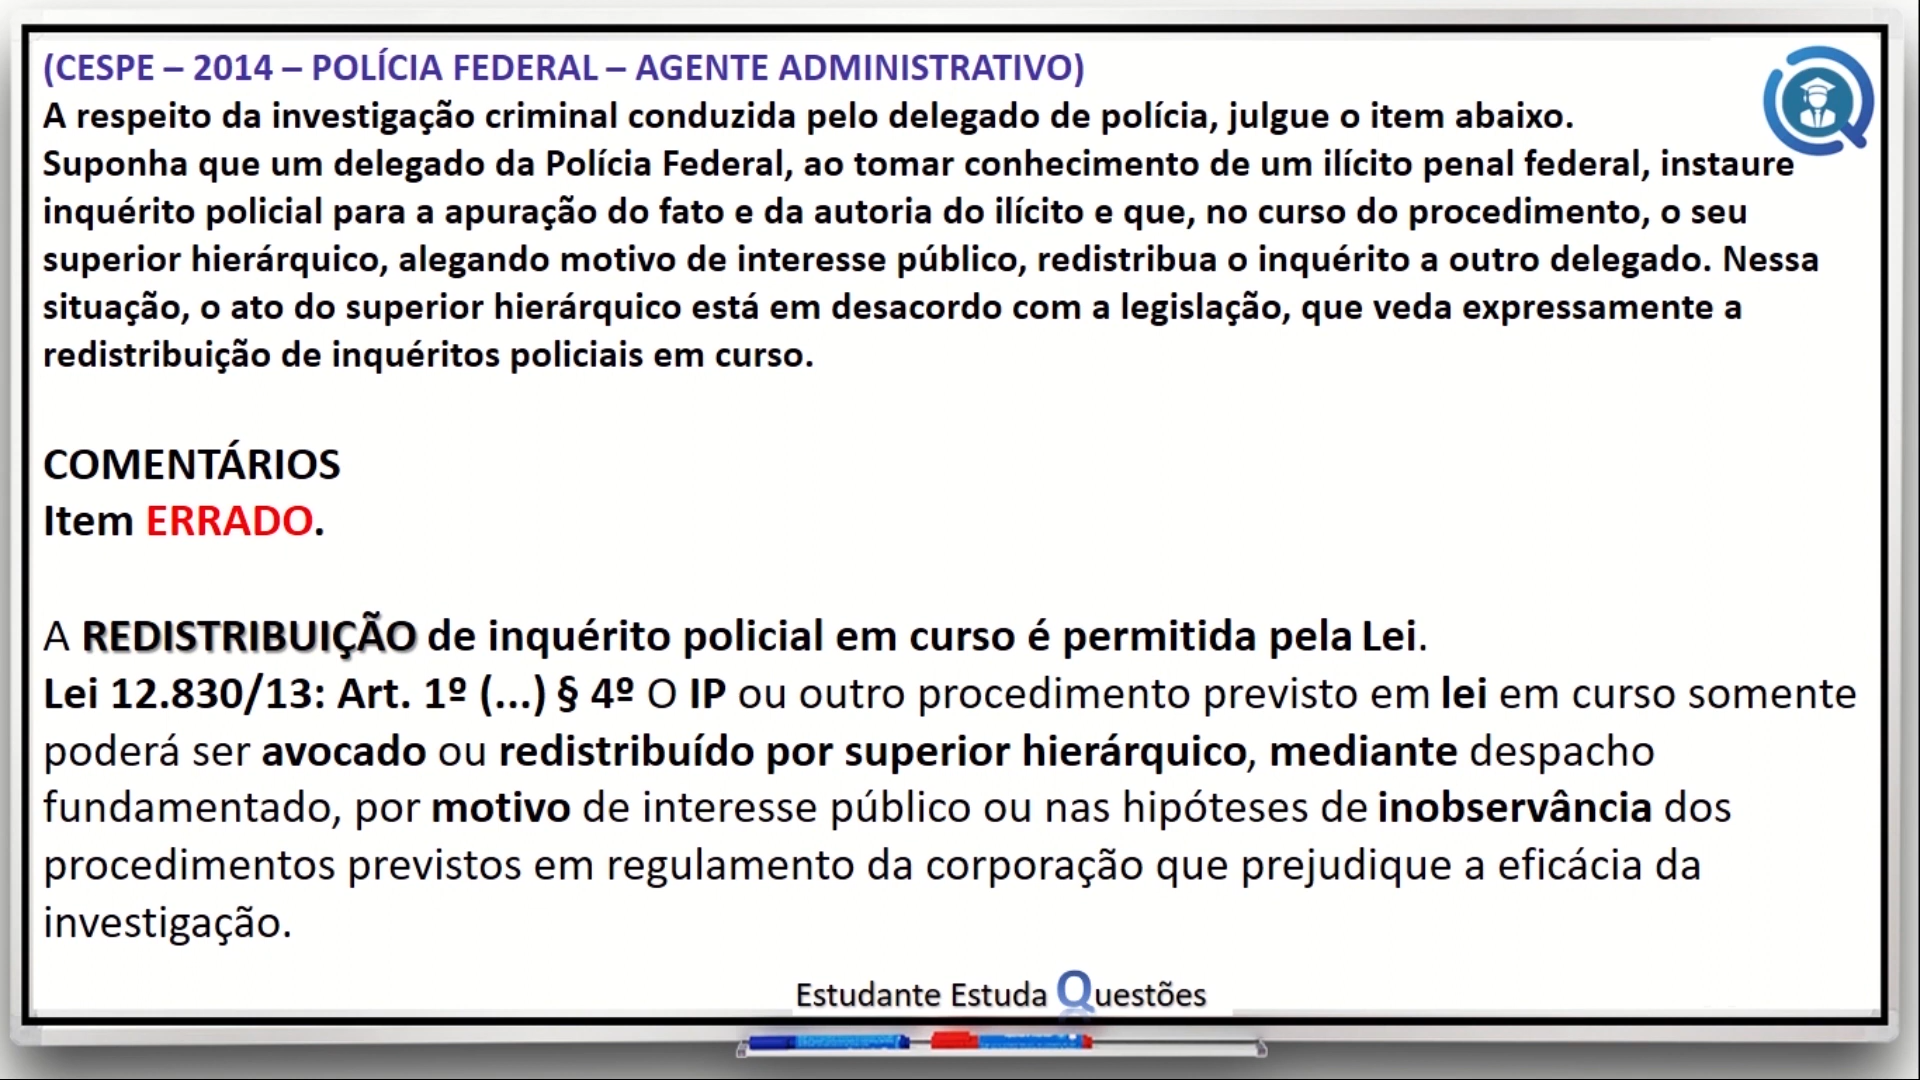 (CESPE – 2014 – POLÍCIA FEDERAL – AGENTE ADMINISTRATIVO)
A respeito da investigação criminal conduzida pelo delegado de polícia, julgue o item abaixo.
Suponha que um delegado da Polícia Federal, ao tomar conhecimento de um ilícito penal federal, instaure
inquérito policial para a apuração do fato e da autoria do ilícito e que, no curso do procedimento, o seu
superior hierárquico, alegando motivo de interesse público, redistribua o inquérito a outro delegado. Nessa
situação, o ato do superior hierárquico está em desacordo com a legislação, que veda expressamente a
redistribuição de inquéritos policiais em curso.
COMENTÁRIOS
Item ERRADO.
A REDISTRIBUIÇÃO de inquérito policial em curso é permitida pela Lei.
Lei 12.830/13: Art. 1º (...) § 4º O IP ou outro procedimento previsto em lei em curso somente
poderá ser avocado ou redistribuído por superior hierárquico, mediante despacho
fundamentado, por motivo de interesse público ou nas hipóteses de inobservância dos
procedimentos previstos em regulamento da corporação que prejudique a eficácia da
investigação.
Estudante Estuda Questões